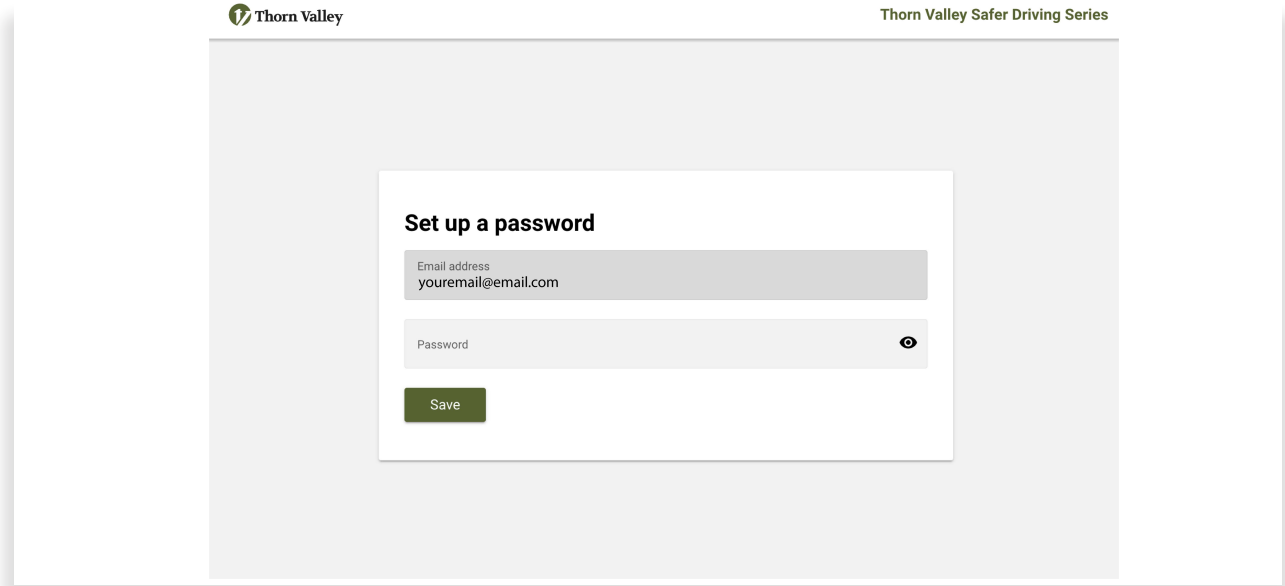 Thorn Valley
Thorn Valley Safer Driving Series
Set up a password
Email address
youremail@email.com
Password
Save